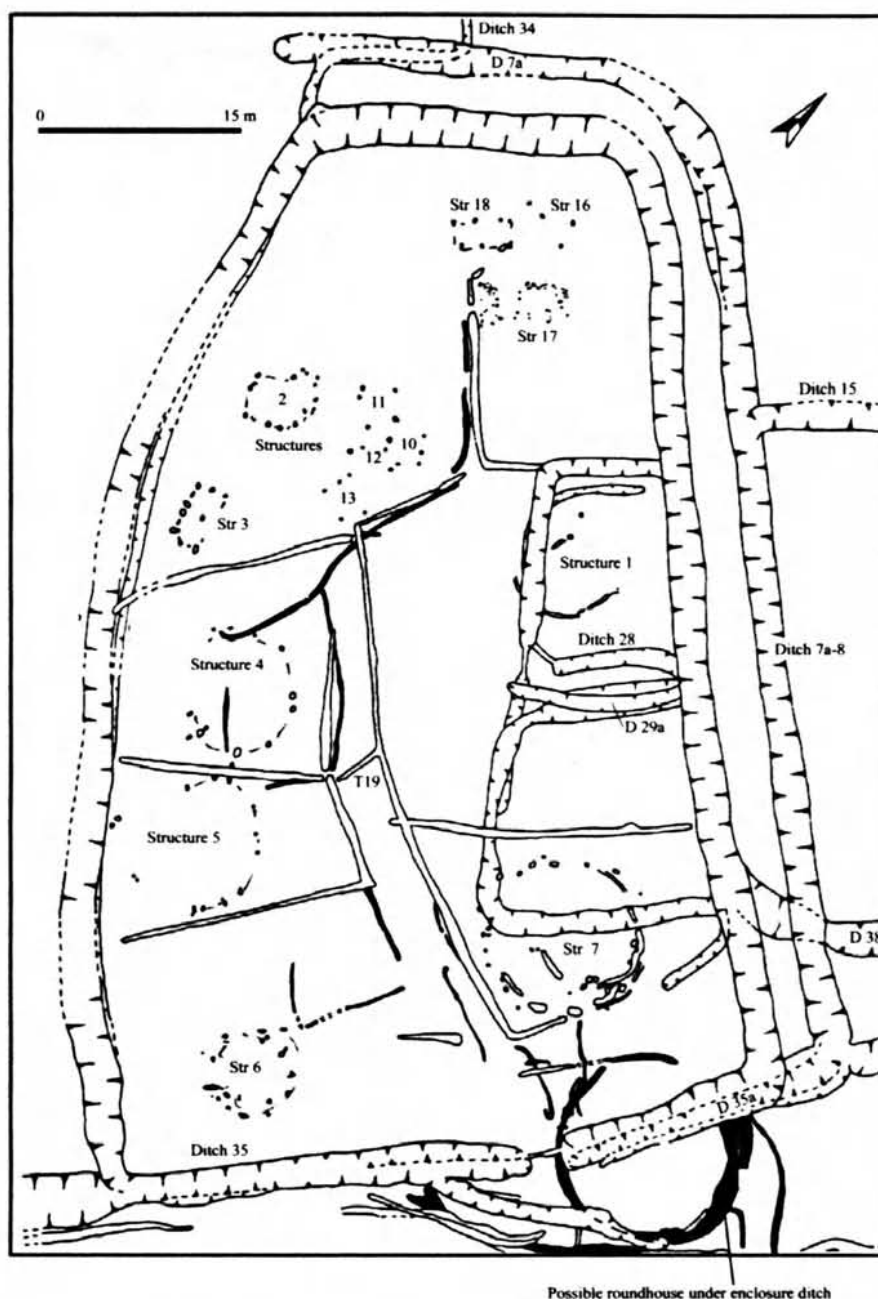 Ditch 34
D 7a
0 15 m
Str 18
Str 16
Str 17
Ditch 15
2
11
Structures
10
12
13
Str 3
Structure 1
Ditch 28
Structure 4
Ditch 7a-8
D 29a
T19
Structure 5
Str 7
D 38
Str 6
D 35a
Ditch 35
Possible roundhouse under enclosure ditch